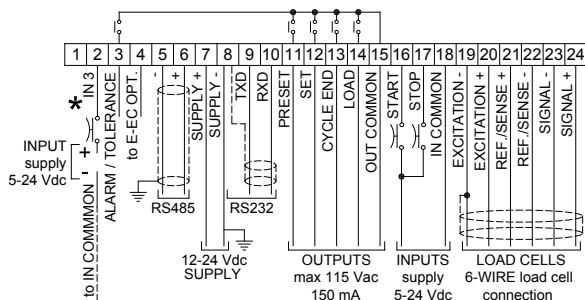 1 2 3 4 5 6 7 8 9 10 11 12 13 14 15 16 17 18 19 20 21 22 23 24
*
IN 3
ALARM / TOLERANCE
to E-EC OPT.
-
+
SUPPLY +
SUPPLY -
TXD
RXD
PRESET
SET
CYCLE END
LOAD
OUT COMMON
START
STOP
IN COMMON
EXCITATION -
EXCITATION +
REF./SENSE +
REF./SENSE -
SIGNAL -
SIGNAL +
INPUT
supply
5-24 Vdc
+
-
to IN COMMMON
RS485
RS232
12-24 Vdc
SUPPLY
OUTPUTS
max 115 Vac
150 mA
INPUTS
supply
5-24 Vdc
LOAD CELLS
6-WIRE load cell
connection